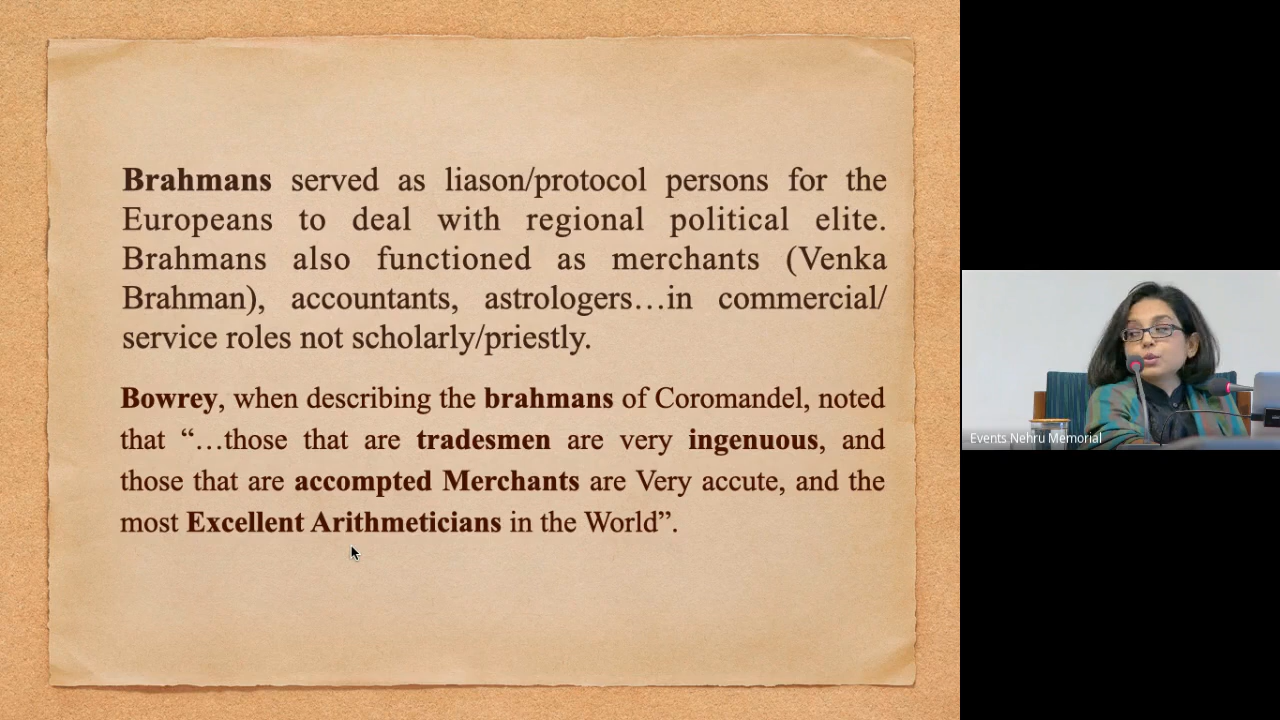 Brahmans served as liason/protocol persons for the
Europeans to deal with regional political elite.
Brahmans also functioned as merchants (Venka
Brahman), accountants, astrologers…in commercial/
service roles not scholarly/priestly.
Bowrey, when describing the brahmans of Coromandel, noted
that “…those that are tradesmen are very ingenuous, and
those that are accompted Merchants are Very accute, and the
most Excellent Arithmeticians in the World”.
Events Nehru Memorial